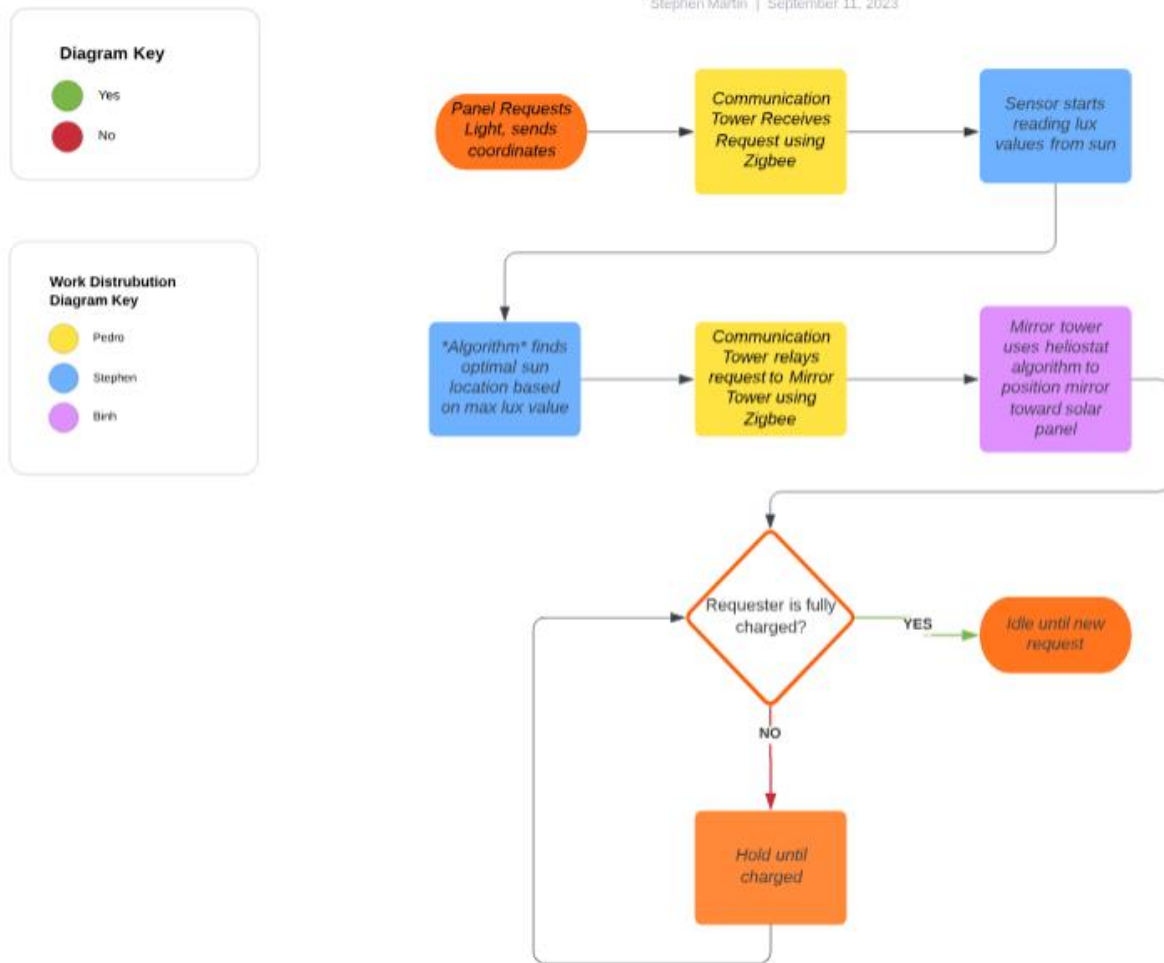 Stephen Martin | September 11, 2023
Diagram Key
Yes
No
Panel Requests
Light, sends
coordinates
Communication
Tower Receives
Request using
Zigbee
Sensor starts
reading lux
values from sun
Work Distrubution
Diagram Key
Pedro
Stephen
Binh
*Algorithm* finds
optimal sun
location based
on max lux value
Communication
Tower relays
request to Mirror
Tower using
Zigbee
Mirror tower
uses heliostat
algorithm to
position mirror
toward solar
panel
Requester is fully
charged?
YES
Idle until new
request
NO
Hold until
charged